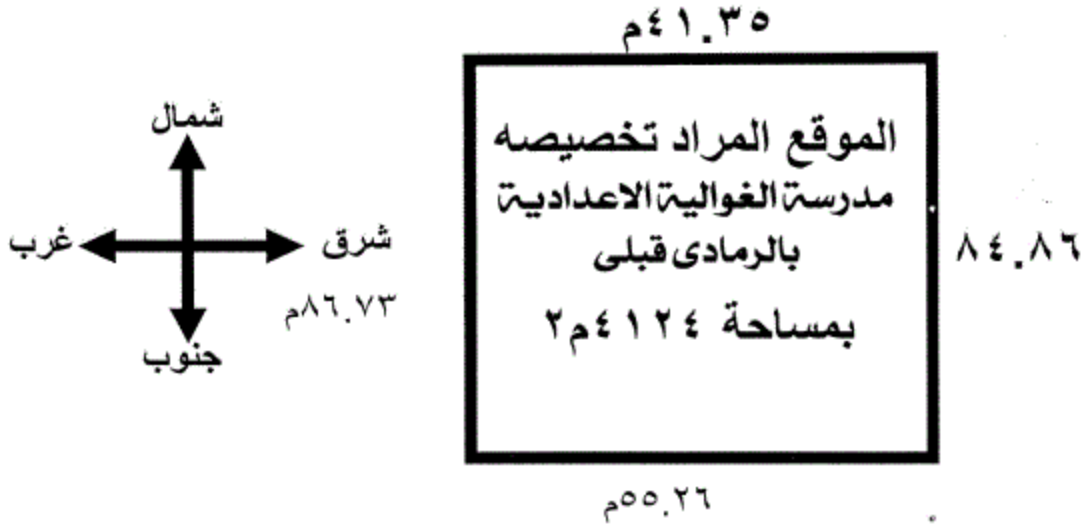 ٤١.٣٥م
شمال
غرب
شرق
جنوب
٨٦.٧٣م
الموقع المراد تخصيصه
مدرسة الغوالية الاعدادية
بالرمادى قبلى
بمساحة ٤١٢٤م٢
٨٤.٨٦
٥٥.٢٦م